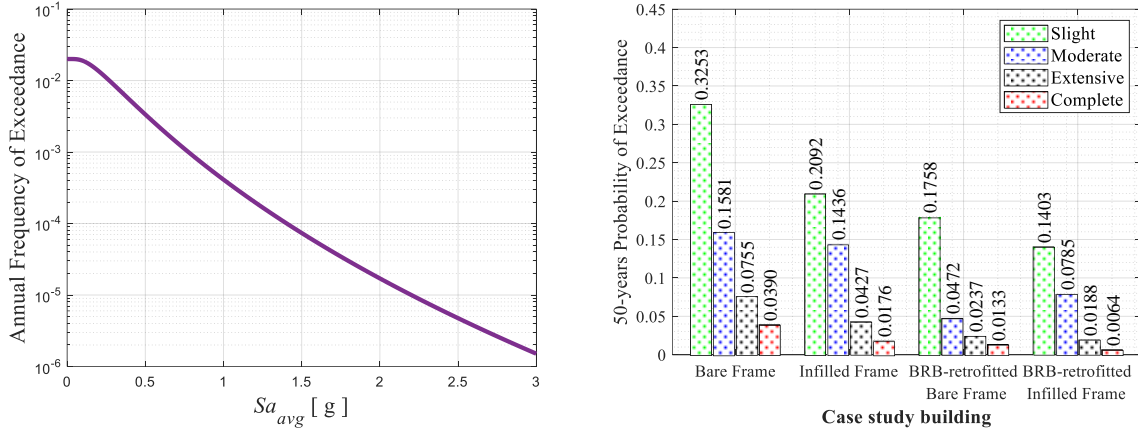 10^-1
10^-2
10^-3
10^-4
10^-5
10^-6
Annual Frequency of Exceedance
0 0.5 1 1.5 2 2.5 3
Sa_avg [ g ]
0.45
0.4
0.35
0.3
0.25
0.2
0.15
0.1
0.05
0
50-years Probability of Exceedance
Slight
Moderate
Extensive
Complete
0.3253
0.1581
0.0755
0.0390
0.2092
0.1436
0.0427
0.0176
0.1758
0.0472
0.0237
0.0133
0.1403
0.0785
0.0188
0.0064
Bare Frame
Infilled Frame
BRB-retrofitted
Bare Frame
BRB-retrofitted
Infilled Frame
Case study building